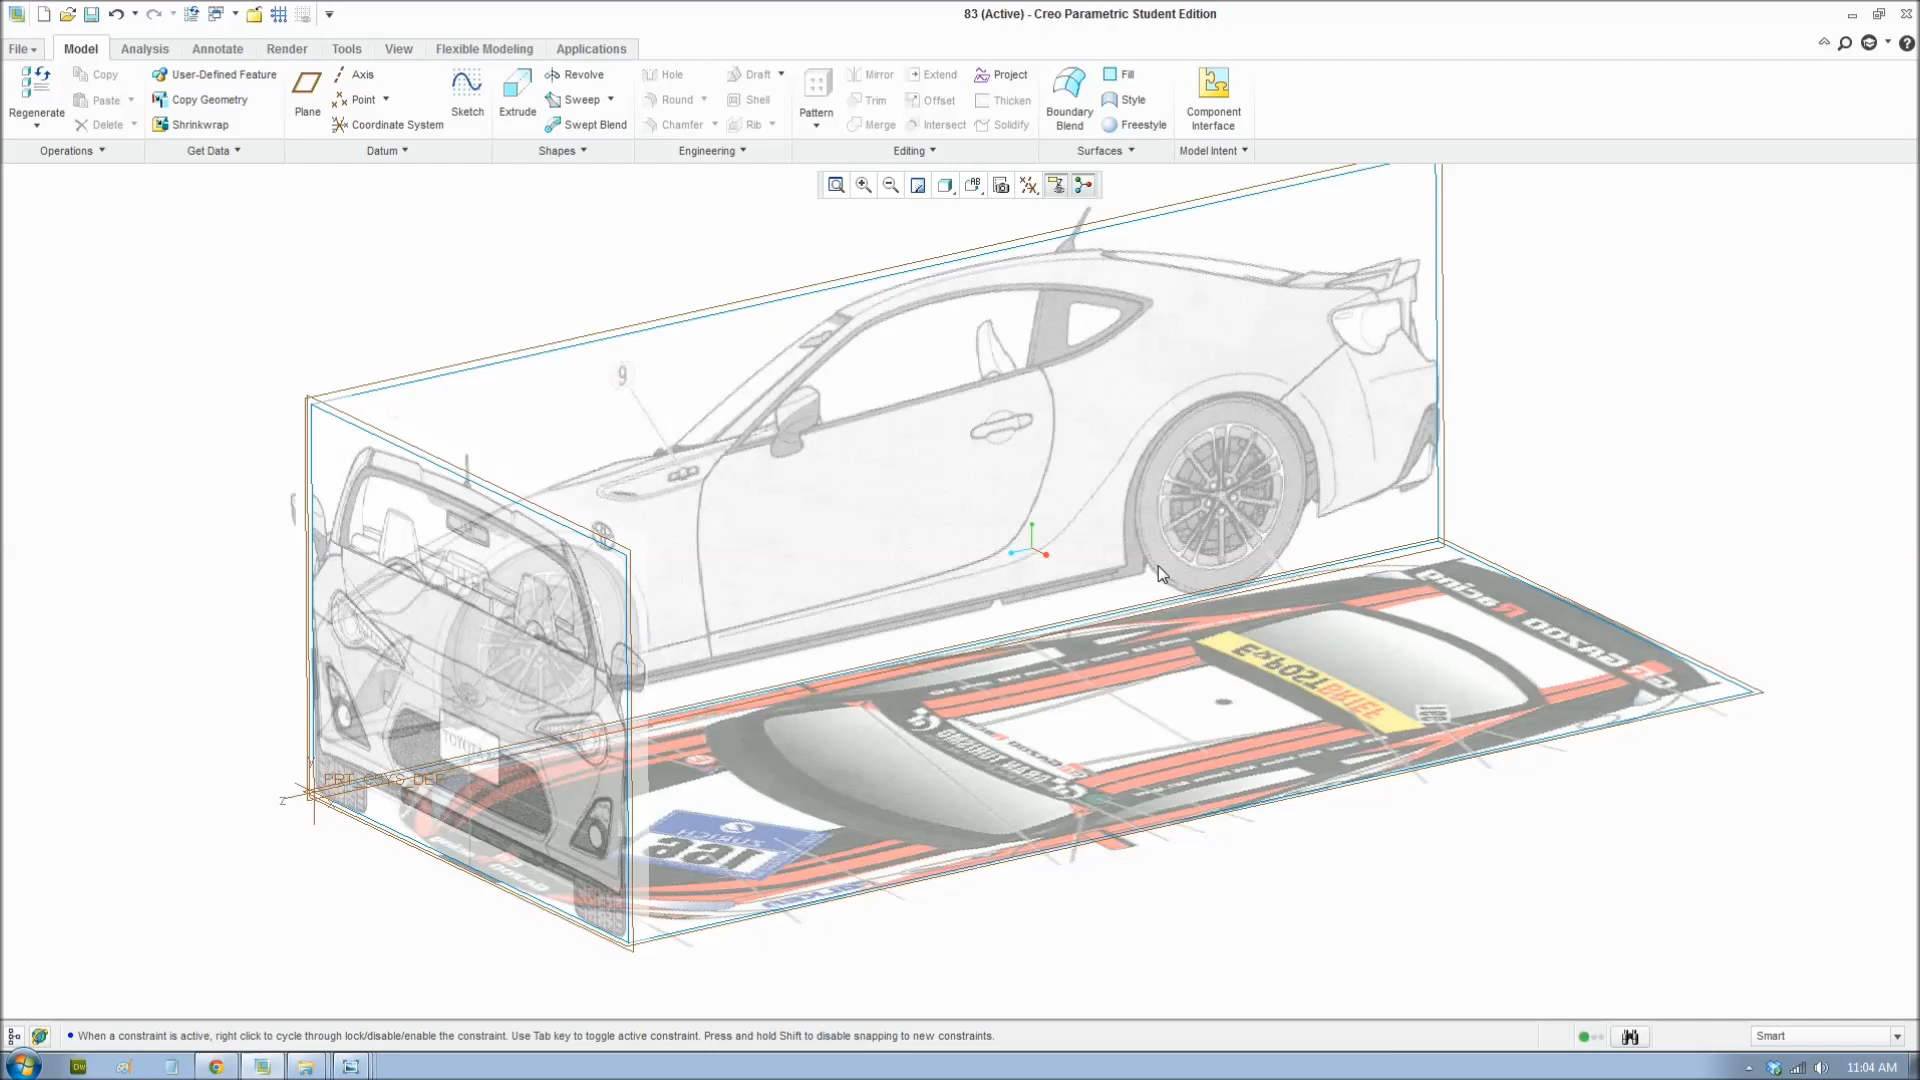 83 (Active) - Creo Parametric Student Edition
File Model Analysis Annotate Render Tools View Flexible Modeling Applications
Regenerate
Copy
Paste
Delete
User-Defined Feature
Copy Geometry
Shrinkwrap
Plane
Axis
Point
Coordinate System
Sketch
Extrude
Revolve
Sweep
Swept Blend
Hole
Round
Chamfer
Draft
Shell
Rib
Pattern
Mirror
Trim
Merge
Extend
Offset
Intersect
Project
Thicken
Solidify
Boundary
Blend
Fill
Style
Freestyle
Component
Interface
Operations Get Data Datum Shapes Engineering Editing Surfaces Model Intent
9
GAZOO Racing
TOYOTA
PRT_CSYS_DEF
Z
166
When a constraint is active, right click to cycle through lock/disable/enable the constraint. Use Tab key to toggle active constraint. Press and hold Shift to disable snapping to new constraints.
Smart
Dw
11:04 AM